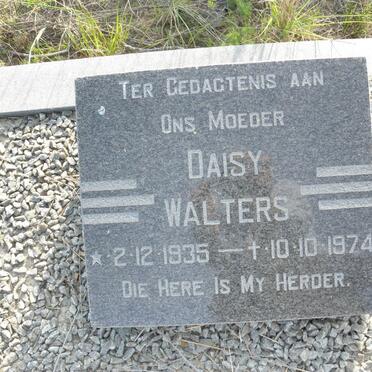 TER GEDAGTENIS AAN
ONS MOEDER
DAISY
WALTERS
* 2·12·1935 — † 10·10·1974
DIE HERE IS MY HERDER.